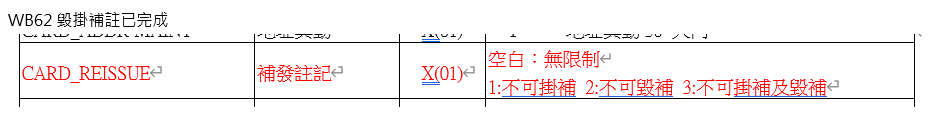 WB62 毀掛補註已完成
CARD_REISSUE 補發註記 X(01) 空白：無限制
1:不可掛補 2:不可毀補 3:不可掛補及毀補